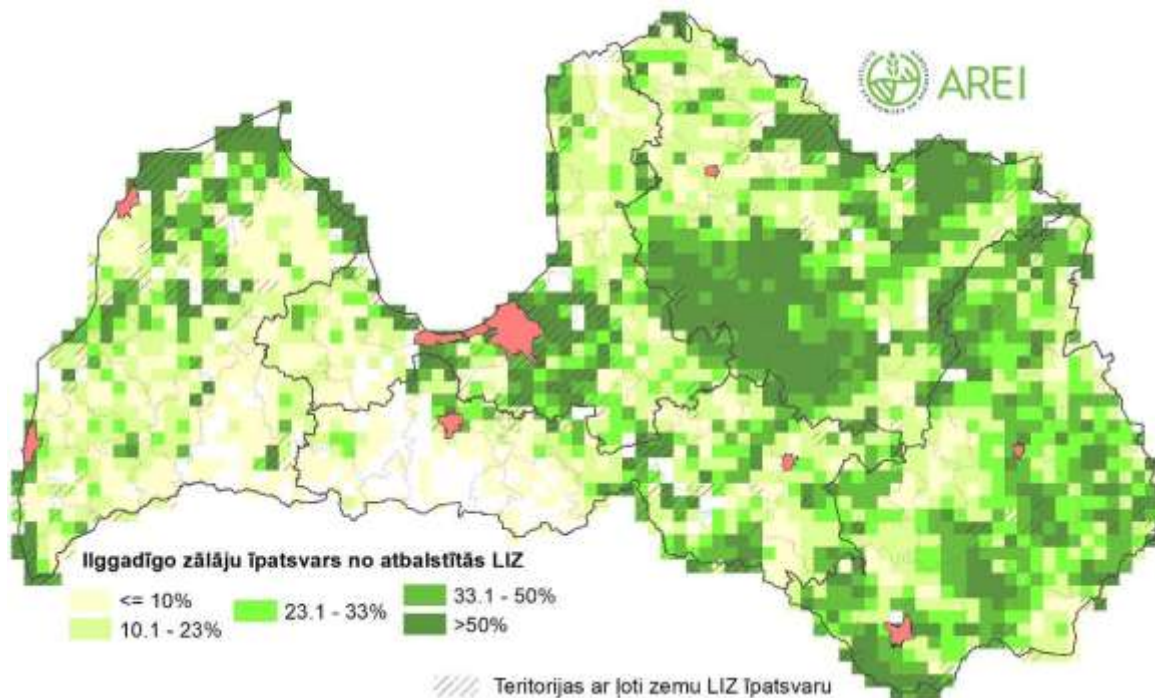 AREI
Ilggadīgo zālāju īpatsvars no atbalstītās LIZ
<= 10%
10.1 - 23%
23.1 - 33%
33.1 - 50%
>50%
Teritorijas ar ļoti zemu LIZ īpatsvaru